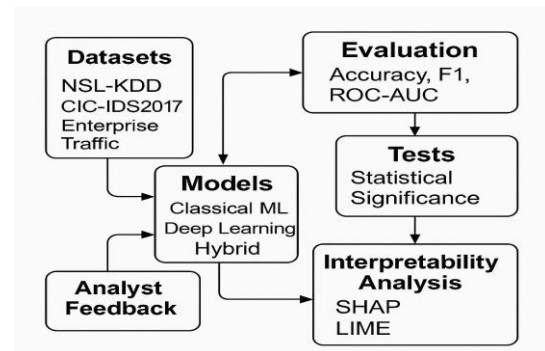 Datasets
NSL-KDD
CIC-IDS2017
Enterprise
Traffic
Evaluation
Accuracy, F1,
ROC-AUC
Models
Classical ML
Deep Learning
Hybrid
Tests
Statistical
Significance
Analyst
Feedback
Interpretability
Analysis
SHAP
LIME